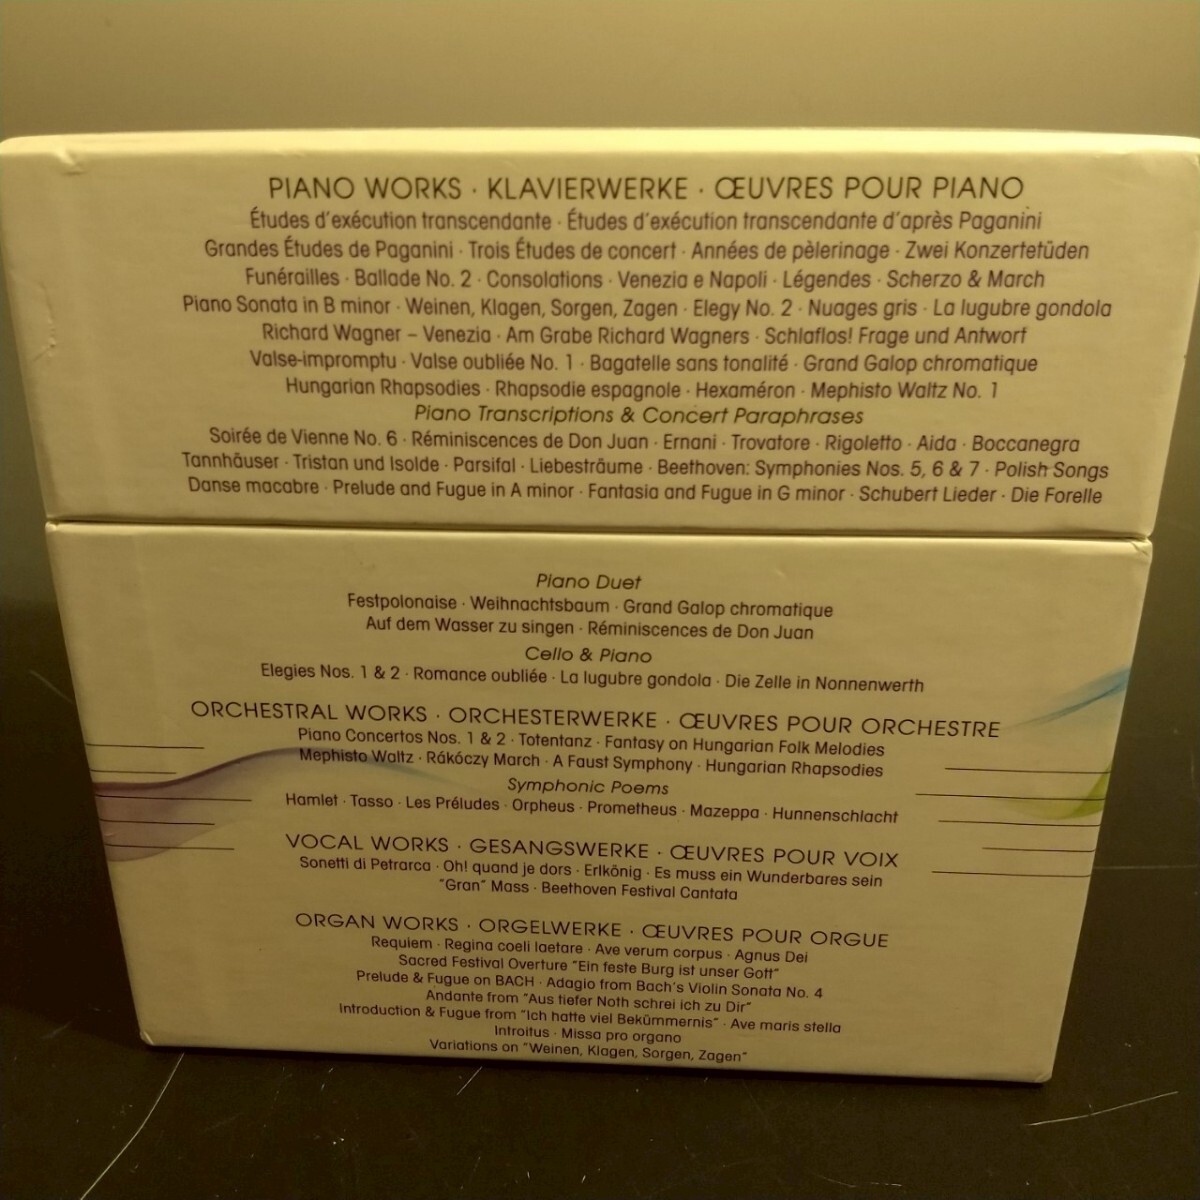 PIANO WORKS · KLAVIERWERKE · ŒUVRES POUR PIANO
Études d'exécution transcendante · Études d'exécution transcendante d'après Paganini
Grandes Études de Paganini · Trois Études de concert · Années de pèlerinage · Zwei Konzertetüden
Funérailles · Ballade No. 2 · Consolations · Venezia e Napoli · Légendes · Scherzo & March
Piano Sonata in B minor · Weinen, Klagen, Sorgen, Zagen · Elegy No. 2 · Nuages gris · La lugubre gondola
Richard Wagner – Venezia · Am Grabe Richard Wagners · Schlaflos! Frage und Antwort
Valse-impromptu · Valse oubliée No. 1 · Bagatelle sans tonalité · Grand Galop chromatique
Hungarian Rhapsodies · Rhapsodie espagnole · Hexaméron · Mephisto Waltz No. 1
Piano Transcriptions & Concert Paraphrases
Soirée de Vienne No. 6 · Réminiscences de Don Juan · Ernani · Trovatore · Rigoletto · Aida · Boccanegra
Tannhäuser · Tristan und Isolde · Parsifal · Liebesträume · Beethoven: Symphonies Nos. 5, 6 & 7 · Polish Songs
Danse macabre · Prelude and Fugue in A minor · Fantasia and Fugue in G minor · Schubert Lieder · Die Forelle
Piano Duet
Festpolonaise · Weihnachtsbaum · Grand Galop chromatique
Auf dem Wasser zu singen · Réminiscences de Don Juan
Cello & Piano
Elegies Nos. 1 & 2 · Romance oubliée · La lugubre gondola · Die Zelle in Nonnenwerth
ORCHESTRAL WORKS · ORCHESTERWERKE · ŒUVRES POUR ORCHESTRE
Piano Concertos Nos. 1 & 2 · Totentanz · Fantasy on Hungarian Folk Melodies
Mephisto Waltz · Rákóczy March · A Faust Symphony · Hungarian Rhapsodies
Symphonic Poems
Hamlet · Tasso · Les Préludes · Orpheus · Prometheus · Mazeppa · Hunnenschlacht
VOCAL WORKS · GESANGSWERKE · ŒUVRES POUR VOIX
Sonetti di Petrarca · Oh! quand je dors · Erlkönig · Es muss ein Wunderbares sein
"Gran" Mass · Beethoven Festival Cantata
ORGAN WORKS · ORGELWERKE · ŒUVRES POUR ORGUE
Requiem · Regina coeli laetare · Ave verum corpus · Agnus Dei
Sacred Festival Overture "Ein feste Burg ist unser Gott"
Prelude & Fugue on BACH · Adagio from Bach's Violin Sonata No. 4
Andante from "Aus tiefer Noth schrei ich zu Dir"
Introduction & Fugue from "Ich hatte viel Bekümmernis" · Ave maris stella
Introitus · Missa pro organo
Variations on "Weinen, Klagen, Sorgen, Zagen"